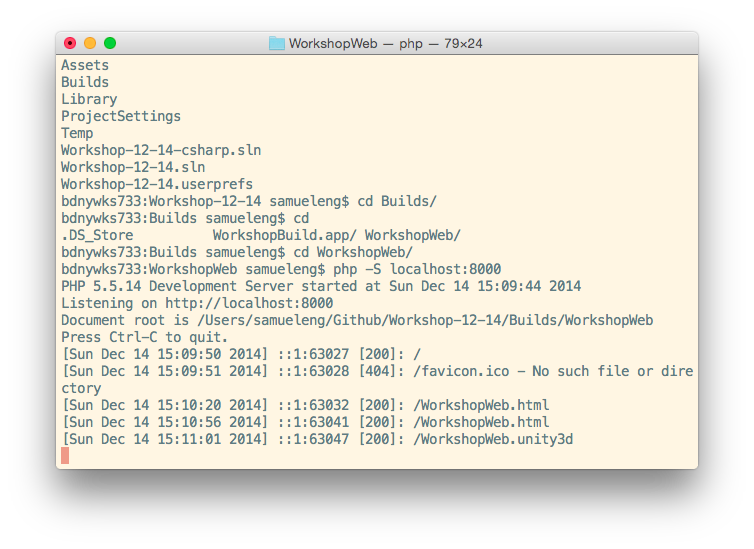 WorkshopWeb — php — 79×24
Assets
Builds
Library
ProjectSettings
Temp
Workshop-12-14-csharp.sln
Workshop-12-14.sln
Workshop-12-14.userprefs
bdnywks733:Workshop-12-14 samueleng$ cd Builds/
bdnywks733:Builds samueleng$ cd
.DS_Store          WorkshopBuild.app/ WorkshopWeb/
bdnywks733:Builds samueleng$ cd WorkshopWeb/
bdnywks733:WorkshopWeb samueleng$ php -S localhost:8000
PHP 5.5.14 Development Server started at Sun Dec 14 15:09:44 2014
Listening on http://localhost:8000
Document root is /Users/samueleng/Github/Workshop-12-14/Builds/WorkshopWeb
Press Ctrl-C to quit.
[Sun Dec 14 15:09:50 2014] ::1:63027 [200]: /
[Sun Dec 14 15:09:51 2014] ::1:63028 [404]: /favicon.ico - No such file or dire
ctory
[Sun Dec 14 15:10:20 2014] ::1:63032 [200]: /WorkshopWeb.html
[Sun Dec 14 15:10:56 2014] ::1:63041 [200]: /WorkshopWeb.html
[Sun Dec 14 15:11:01 2014] ::1:63047 [200]: /WorkshopWeb.unity3d